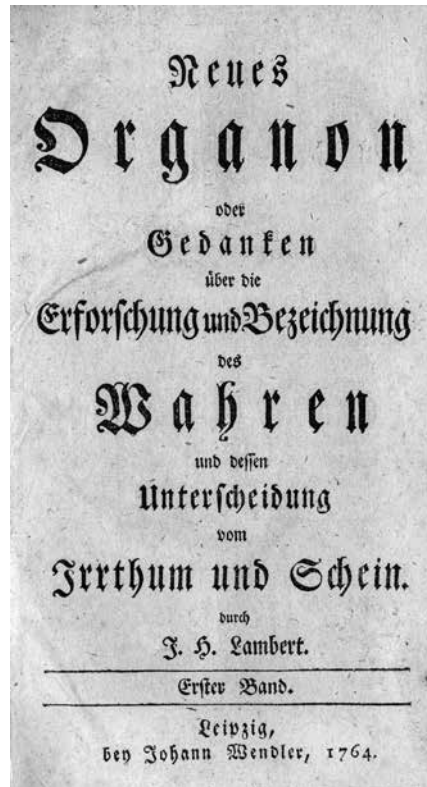 Neues
Organon
oder
Gedanken
über die
Erforschung und Bezeichnung
des
Wahren
und dessen
Unterscheidung
vom
Irrthum und Schein.
durch
J. H. Lambert.
Erster Band.
Leipzig,
bey Johann Wendler, 1764.